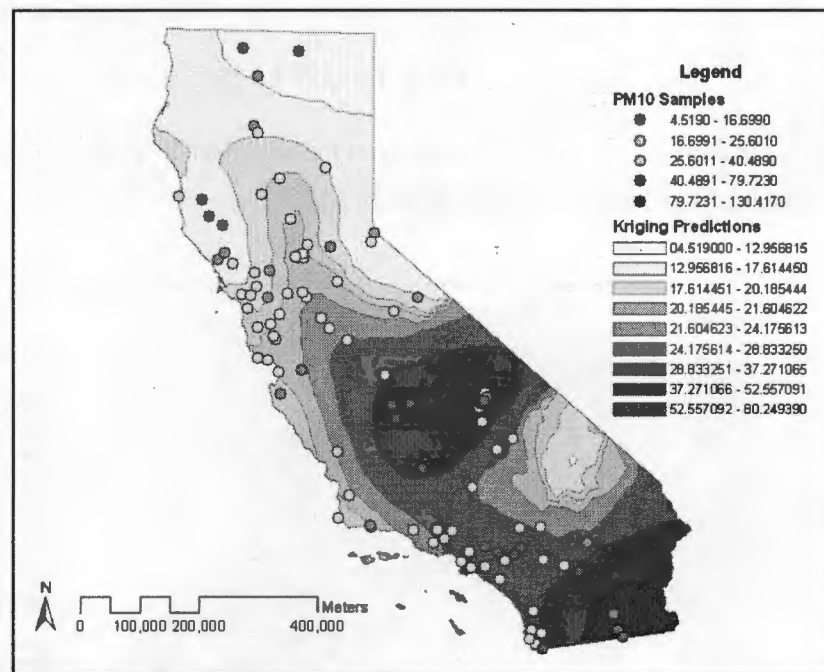 Legend
PM10 Samples
4.5190 - 16.6990
16.6991 - 25.6010
25.6011 - 40.4890
40.4891 - 79.7230
79.7231 - 130.4170
Kriging Predictions
04.519000 - 12.956815
12.956816 - 17.614450
17.614451 - 20.185444
20.185445 - 21.604622
21.604623 - 24.175613
24.175614 - 28.833250
28.833251 - 37.271065
37.271066 - 52.557091
52.557092 - 80.249390
N
Meters
0 100,000 200,000 400,000